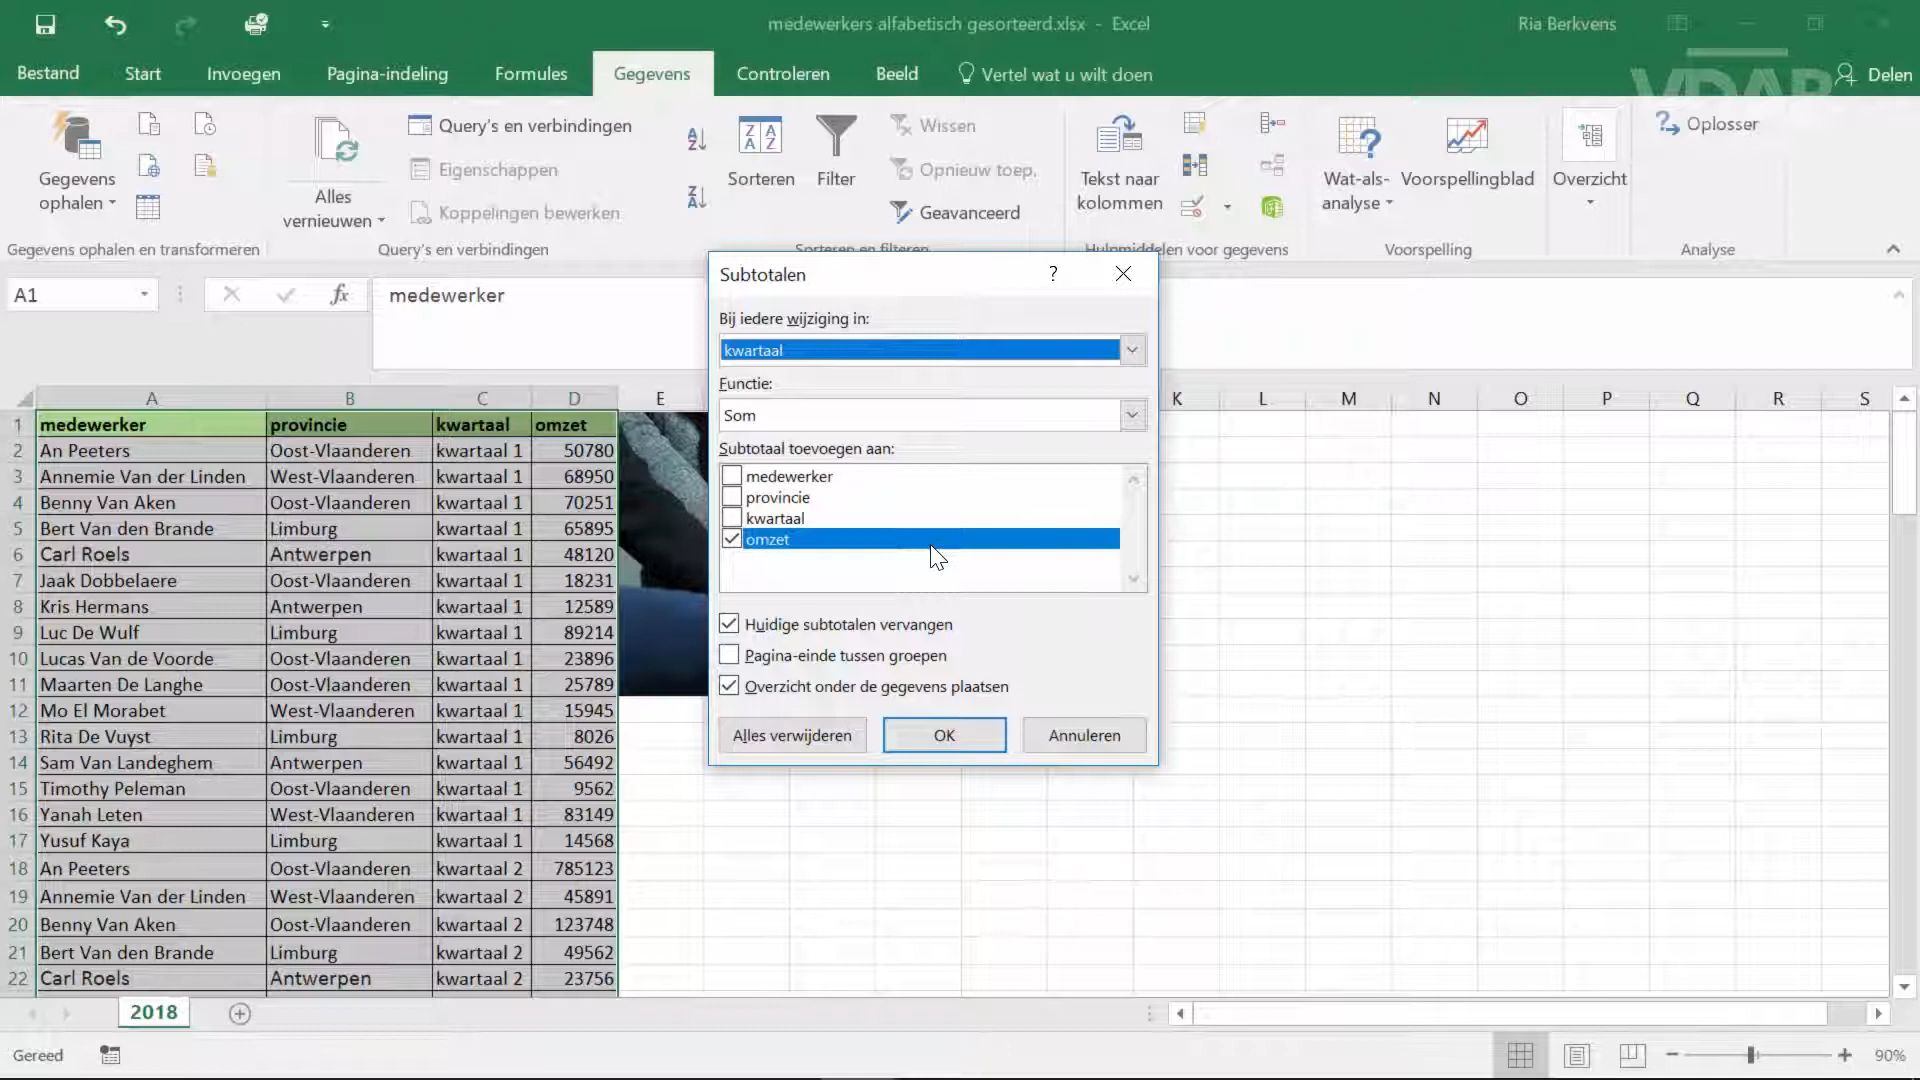 medewerkers alfabetisch gesorteerd.xlsx - Excel
Ria Berkvens
Bestand Start Invoegen Pagina-indeling Formules Gegevens Controleren Beeld Vertel wat u wilt doen
VDAB
Delen
Gegevens ophalen
Alles vernieuwen
Query's en verbindingen
Eigenschappen
Koppelingen bewerken
Sorteren
Filter
Wissen
Opnieuw toep.
Geavanceerd
Tekst naar kolommen
Wat-als-analyse
Voorspellingblad
Overzicht
Oplosser
Gegevens ophalen en transformeren
Query's en verbindingen
Sorteren en filteren
Hulpmiddelen voor gegevens
Voorspelling
Analyse
A1
fx
medewerker
Subtotalen
?
Bij iedere wijziging in:
kwartaal
Functie:
Som
Subtotaal toevoegen aan:
medewerker
provincie
kwartaal
omzet
Huidige subtotalen vervangen
Pagina-einde tussen groepen
Overzicht onder de gegevens plaatsen
Alles verwijderen
OK
Annuleren
A B C D E K L M N O P Q R S
1 medewerker provincie kwartaal omzet
2 An Peeters Oost-Vlaanderen kwartaal 1 50780
3 Annemie Van der Linden West-Vlaanderen kwartaal 1 68950
4 Benny Van Aken Oost-Vlaanderen kwartaal 1 70251
5 Bert Van den Brande Limburg kwartaal 1 65895
6 Carl Roels Antwerpen kwartaal 1 48120
7 Jaak Dobbelaere Oost-Vlaanderen kwartaal 1 18231
8 Kris Hermans Antwerpen kwartaal 1 12589
9 Luc De Wulf Limburg kwartaal 1 89214
10 Lucas Van de Voorde Oost-Vlaanderen kwartaal 1 23896
11 Maarten De Langhe Oost-Vlaanderen kwartaal 1 25789
12 Mo El Morabet West-Vlaanderen kwartaal 1 15945
13 Rita De Vuyst Limburg kwartaal 1 8026
14 Sam Van Landeghem Antwerpen kwartaal 1 56492
15 Timothy Peleman Oost-Vlaanderen kwartaal 1 9562
16 Yanah Leten West-Vlaanderen kwartaal 1 83149
17 Yusuf Kaya Limburg kwartaal 1 14568
18 An Peeters Oost-Vlaanderen kwartaal 2 785123
19 Annemie Van der Linden West-Vlaanderen kwartaal 2 45891
20 Benny Van Aken Oost-Vlaanderen kwartaal 2 123748
21 Bert Van den Brande Limburg kwartaal 2 49562
22 Carl Roels Antwerpen kwartaal 2 23756
2018
Gereed
90%